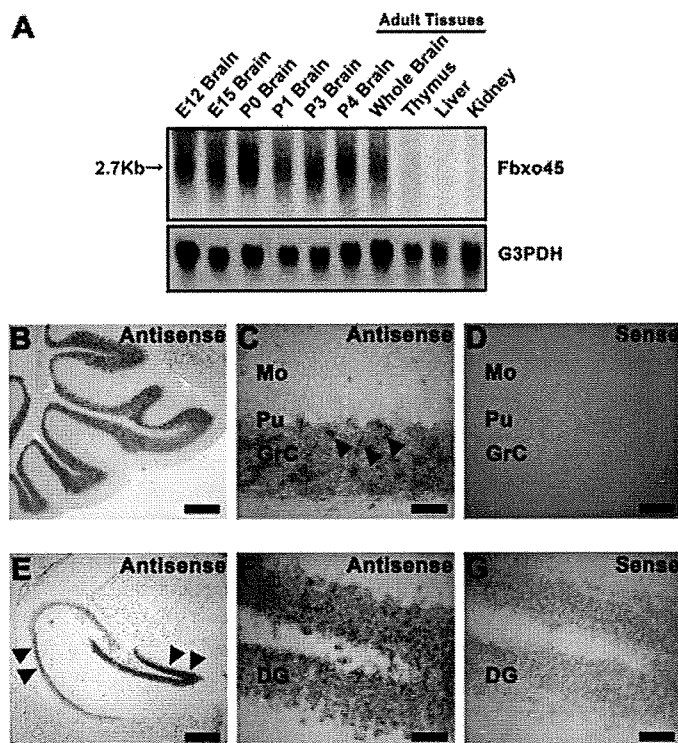 A
Adult Tissues
E12 Brain
E15 Brain
P0 Brain
P1 Brain
P3 Brain
P4 Brain
Whole Brain
Thymus
Liver
Kidney
2.7Kb→
Fbxo45
G3PDH
B Antisense
C Antisense
Mo
Pu
GrC
D Sense
Mo
Pu
GrC
E Antisense
F Antisense
DG
G Sense
DG